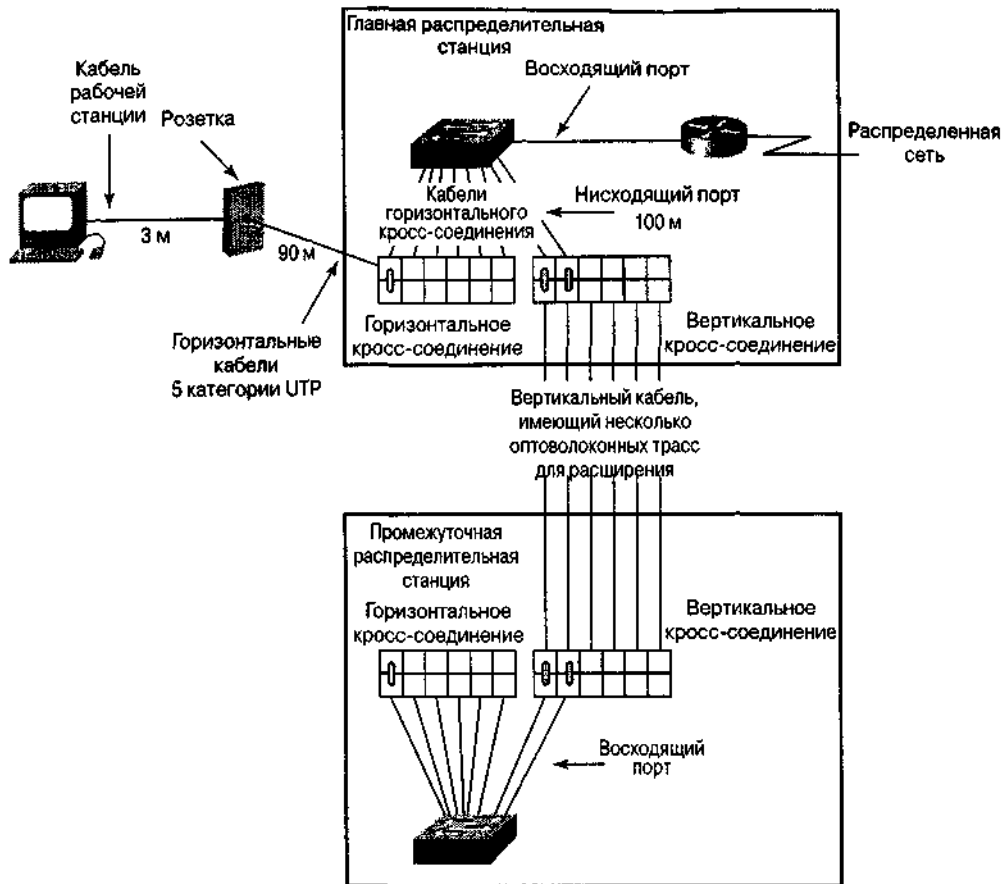 Главная распределительная
станция
Восходящий порт
Кабель
рабочей
станции
Розетка
Распределенная
сеть
Кабели
горизонтального
кросс-соединения
Нисходящий порт
100 м
3 м
90 м
Горизонтальное
кросс-соединение
Вертикальное
кросс-соединение
Горизонтальные
кабели
5 категории UTP
Вертикальный кабель,
имеющий несколько
оптоволоконных трасс
для расширения
Промежуточная
распределительная
станция
Горизонтальное
кросс-соединение
Вертикальное
кросс-соединение
Восходящий
порт